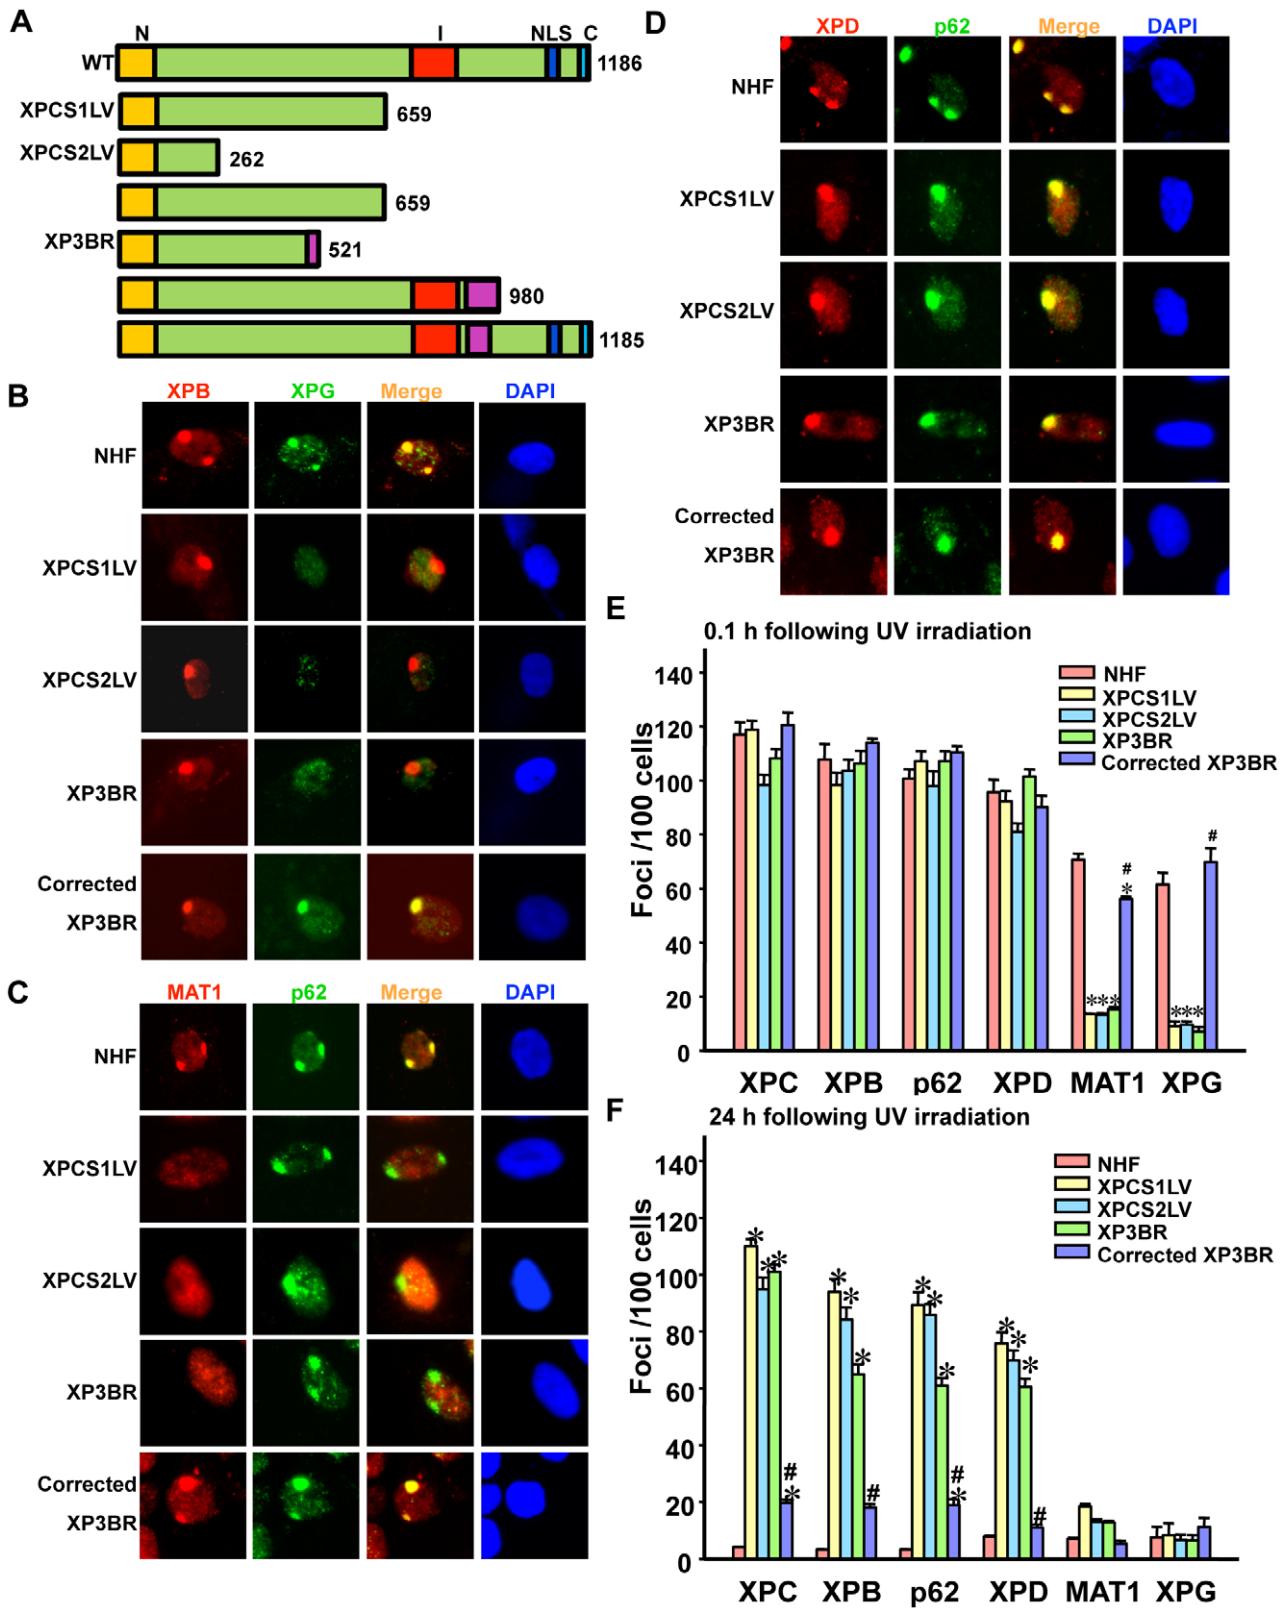 A
N I NLS C
WT 1186
XPCS1LV 659
XPCS2LV 262
659
XP3BR 521
980
1185
B
XPB XPG Merge DAPI
NHF
XPCS1LV
XPCS2LV
XP3BR
Corrected
XP3BR
C
MAT1 p62 Merge DAPI
NHF
XPCS1LV
XPCS2LV
XP3BR
Corrected
XP3BR
D
XPD p62 Merge DAPI
NHF
XPCS1LV
XPCS2LV
XP3BR
Corrected
XP3BR
E
0.1 h following UV irradiation
Foci /100 cells
140
120
100
80
60
40
20
0
NHF
XPCS1LV
XPCS2LV
XP3BR
Corrected XP3BR
#
*
#
***
***
XPC XPB p62 XPD MAT1 XPG
F
24 h following UV irradiation
Foci /100 cells
140
120
100
80
60
40
20
0
NHF
XPCS1LV
XPCS2LV
XP3BR
Corrected XP3BR
* * * # *
* * * #
* * * # *
* * * #
XPC XPB p62 XPD MAT1 XPG